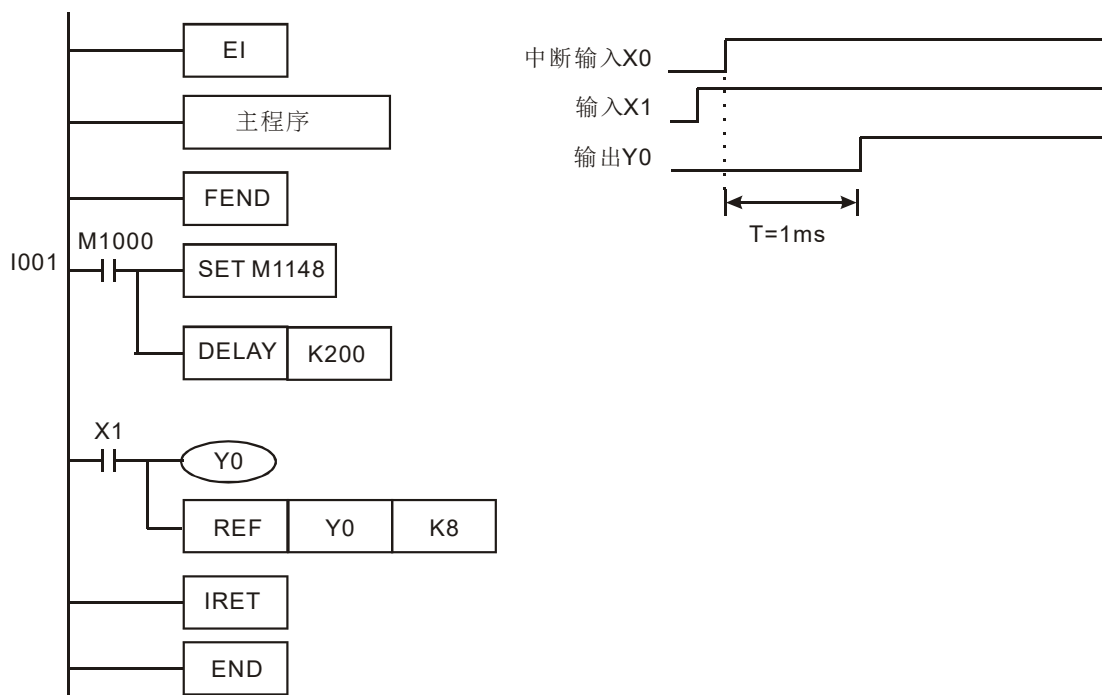 EI
主程序
FEND
I001
M1000
SET M1148
DELAY K200
X1
Y0
REF Y0 K8
IRET
END
中断输入X0
输入X1
输出Y0
T=1ms